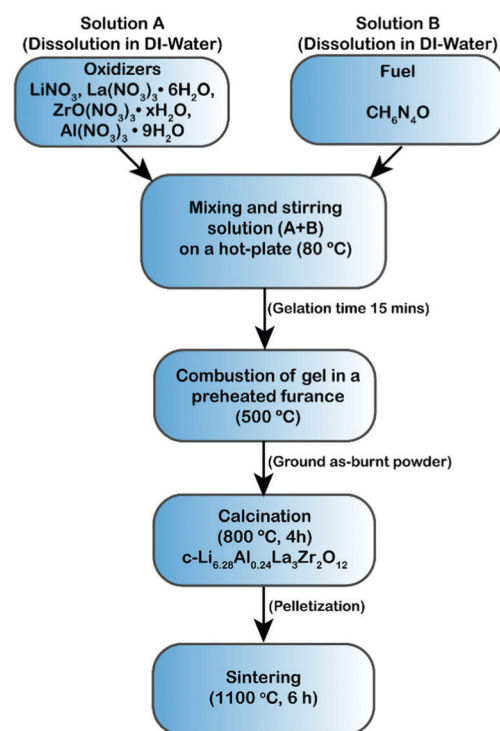 Solution A
(Dissolution in DI-Water)
Oxidizers
LiNO₃, La(NO₃)₃• 6H₂O,
ZrO(NO₃)₃• xH₂O,
Al(NO₃)₃ • 9H₂O
Solution B
(Dissolution in DI-Water)
Fuel
CH₆N₄O
Mixing and stirring
solution (A+B)
on a hot-plate (80 ºC)
(Gelation time 15 mins)
Combustion of gel in a
preheated furance
(500 ºC)
(Ground as-burnt powder)
Calcination
(800 ºC, 4h)
c-Li₆.₂₈Al₀.₂₄La₃Zr₂O₁₂
(Pelletization)
Sintering
(1100 ºC, 6 h)